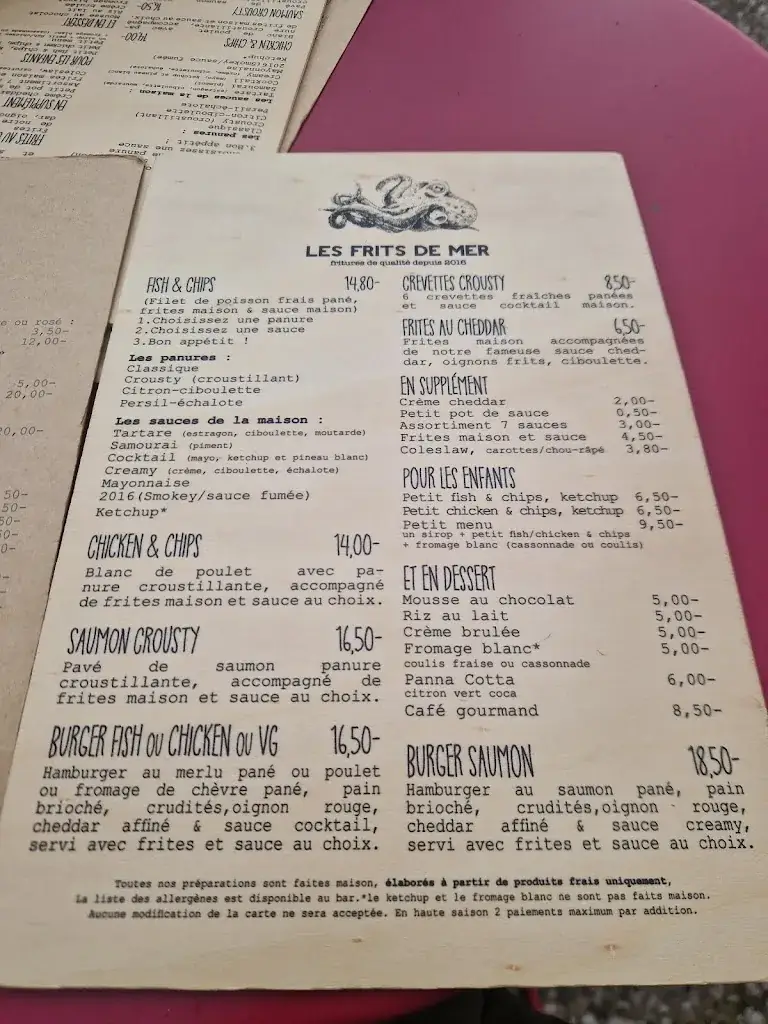 LES FRITS DE MER
fritures de qualité depuis 2016
FISH & CHIPS 14,80-
(Filet de poisson frais pané,
frites maison & sauce maison)
1.Choisissez une panure
2.Choisissez une sauce
3.Bon appétit !
Les panures :
Classique
Crousty (croustillant)
Citron-ciboulette
Persil-échalote
Les sauces de la maison :
Tartare (estragon, ciboulette, moutarde)
Samourai (piment)
Cocktail (mayo, ketchup et pineau blanc)
Creamy (crème, ciboulette, échalote)
Mayonnaise
2016(Smokey/sauce fumée)
Ketchup*
CHICKEN & CHIPS 14,00-
Blanc de poulet avec pa-
nure croustillante, accompagné
de frites maison et sauce au choix.
SAUMON CROUSTY 16,50-
Pavé de saumon panure
croustillante, accompagné de
frites maison et sauce au choix.
BURGER FISH OU CHICKEN OU VG 16,50-
Hamburger au merlu pané ou poulet
ou fromage de chèvre pané, pain
brioché, crudités,oignon rouge,
cheddar affiné & sauce cocktail,
servi avec frites et sauce au choix.
CREVETTES CROUSTY 8,50-
6 crevettes fraîches panées
et sauce cocktail maison.
FRITES AU CHEDDAR 6,50-
Frites maison accompagnées
de notre fameuse sauce ched-
dar, oignons frits, ciboulette.
EN SUPPLÉMENT
Crème cheddar 2,00-
Petit pot de sauce 0,50-
Assortiment 7 sauces 3,00-
Frites maison et sauce 4,50-
Coleslaw, carottes/chou-râpé 3,80-
POUR LES ENFANTS
Petit fish & chips, ketchup 6,50-
Petit chicken & chips, ketchup 6,50-
Petit menu 9,50-
un sirop + petit fish/chicken & chips
+ fromage blanc (cassonade ou coulis)
ET EN DESSERT
Mousse au chocolat 5,00-
Riz au lait 5,00-
Crème brulée 5,00-
Fromage blanc* 5,00-
coulis fraise ou cassonnade
Panna Cotta 6,00-
citron vert coca
Café gourmand 8,50-
BURGER SAUMON 18,50-
Hamburger au saumon pané, pain
brioché, crudités,oignon rouge,
cheddar affiné & sauce creamy,
servi avec frites et sauce au choix.
Toutes nos préparations sont faites maison, élaborés à partir de produits frais uniquement,
La liste des allergènes est disponible au bar.*le ketchup et le fromage blanc ne sont pas faits maison.
Aucune modification de la carte ne sera acceptée. En haute saison 2 paiements maximum par addition.
e ou rosé :
3,50-
12,00-
5,00-
20,00-